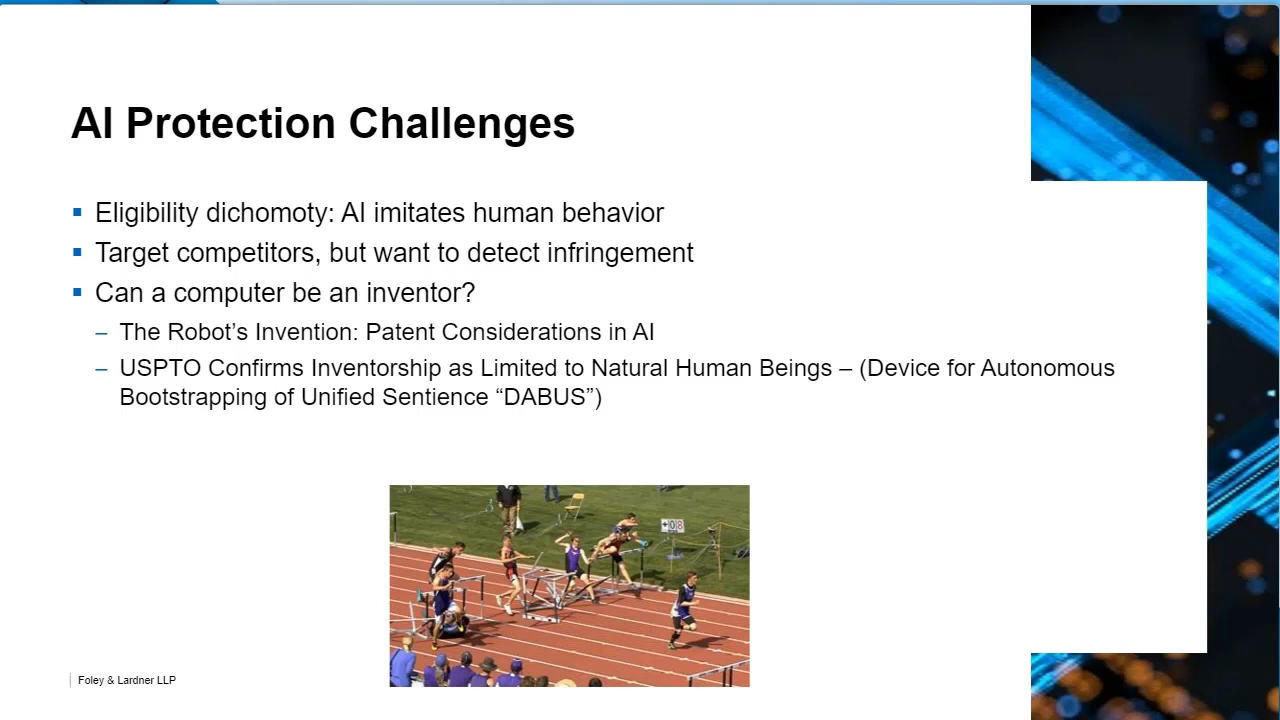 AI Protection Challenges
▪ Eligibility dichomoty: AI imitates human behavior
▪ Target competitors, but want to detect infringement
▪ Can a computer be an inventor?
– The Robot’s Invention: Patent Considerations in AI
– USPTO Confirms Inventorship as Limited to Natural Human Beings – (Device for Autonomous
Bootstrapping of Unified Sentience “DABUS”)
Foley & Lardner LLP